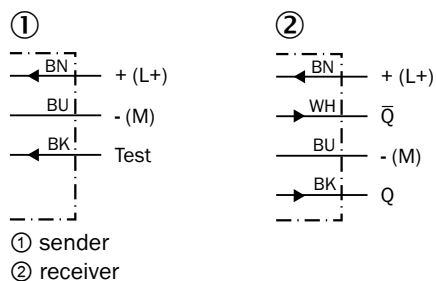 ① ②
BN + (L+)
BU - (M)
BK Test
BN + (L+)
WH Q̅
BU - (M)
BK Q
① sender
② receiver